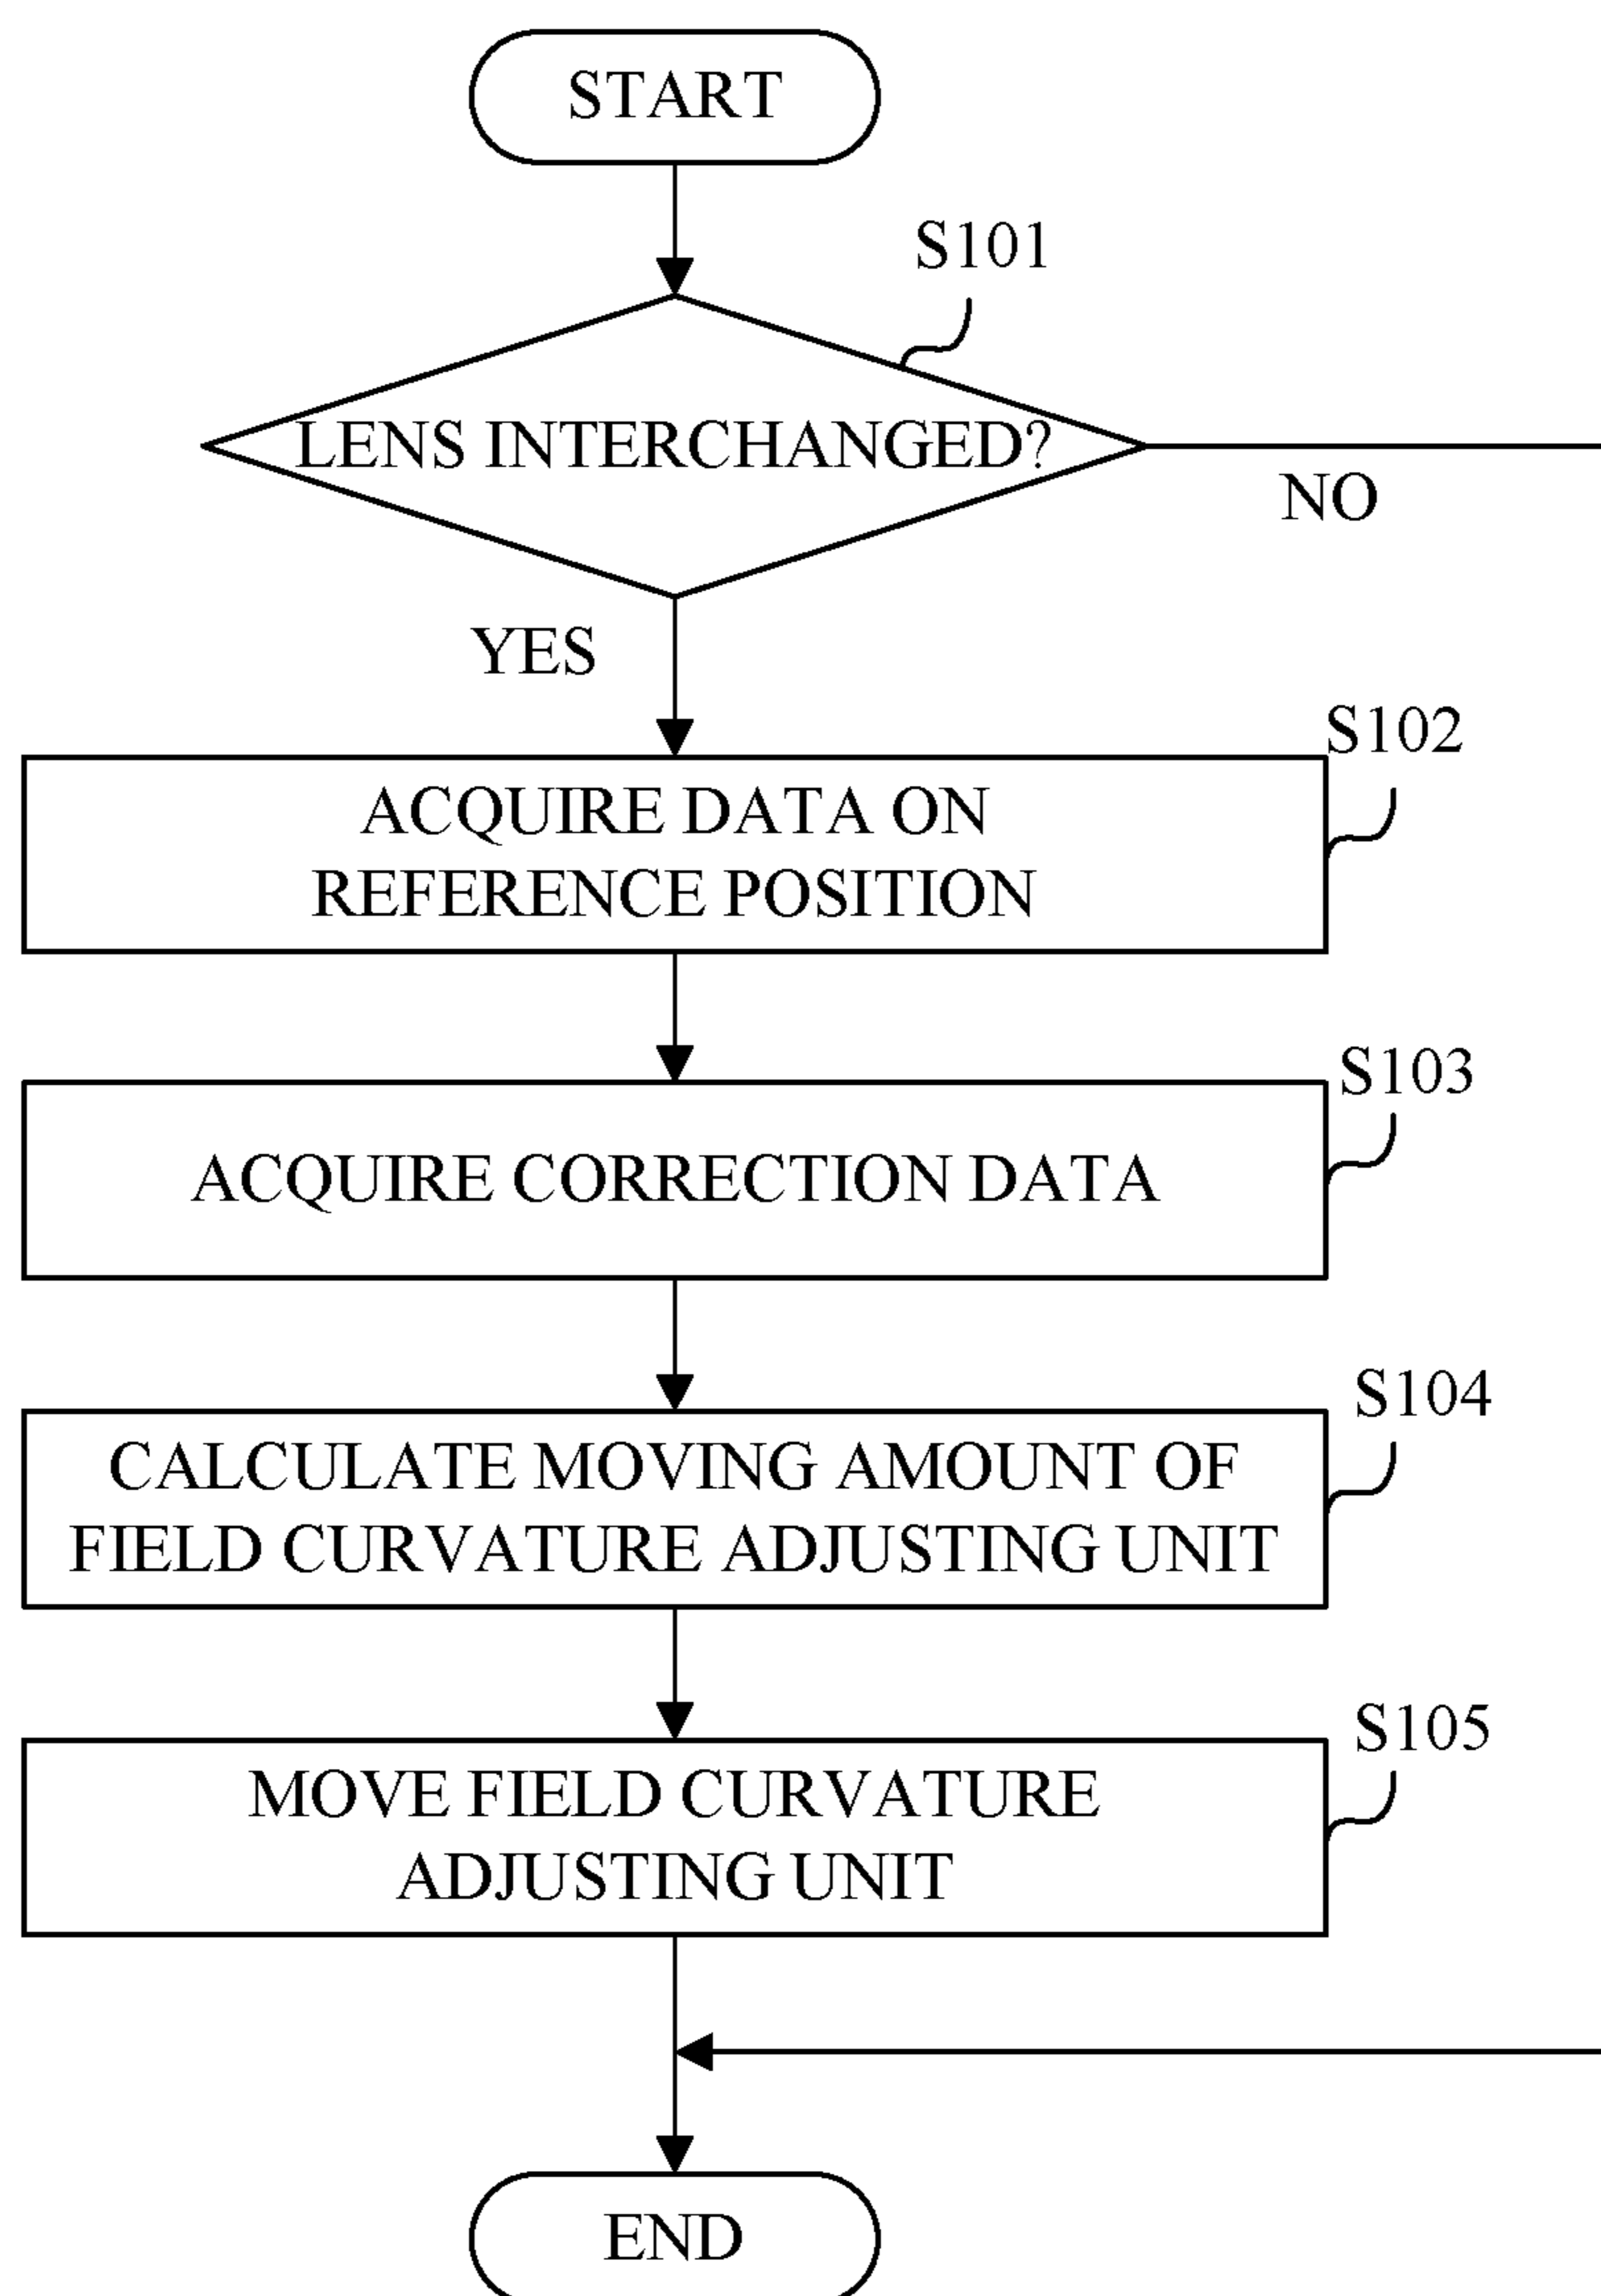 START
S101
LENS INTERCHANGED?
NO
YES
S102
ACQUIRE DATA ON
REFERENCE POSITION
S103
ACQUIRE CORRECTION DATA
S104
CALCULATE MOVING AMOUNT OF
FIELD CURVATURE ADJUSTING UNIT
S105
MOVE FIELD CURVATURE
ADJUSTING UNIT
END